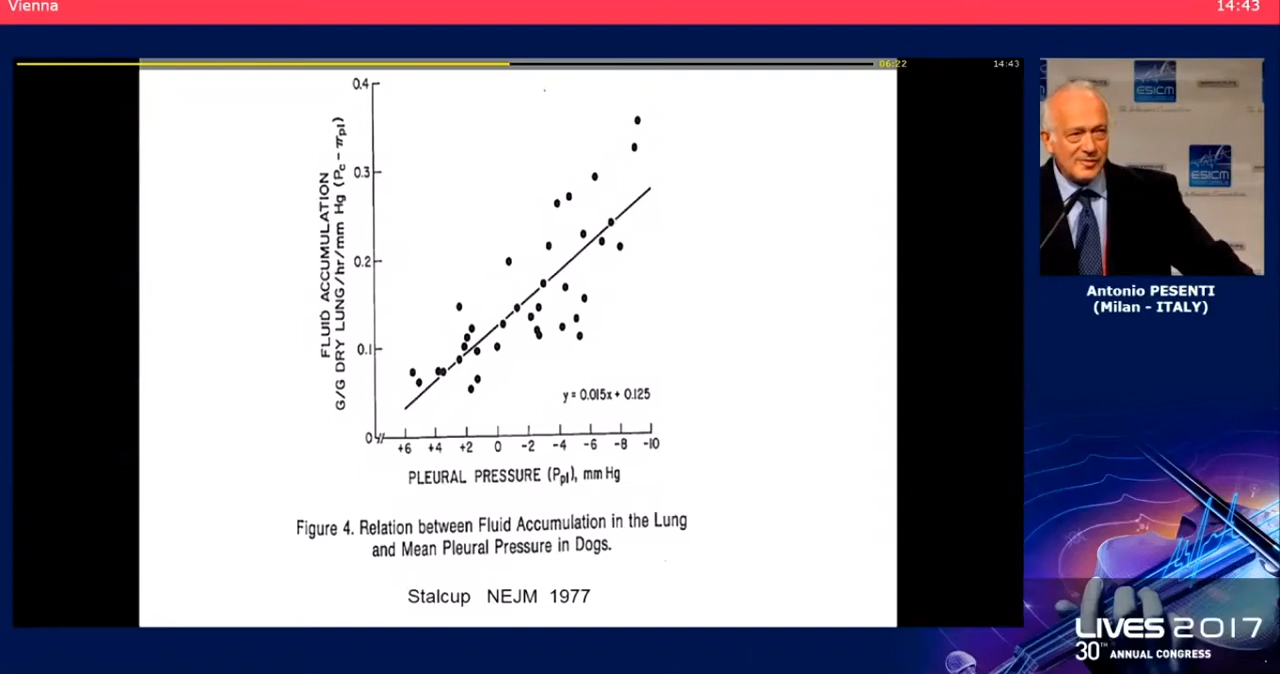 Vienna
14:43
06:22
14:43
0.4
0.3
0.2
0.1
0
FLUID ACCUMULATION
G/G DRY LUNG/hr/mm Hg (Pc – πpl)
y = 0.015x + 0.125
+6 +4 +2 0 -2 -4 -6 -8 -10
PLEURAL PRESSURE (Ppl), mm Hg
Figure 4. Relation between Fluid Accumulation in the Lung
and Mean Pleural Pressure in Dogs.
Stalcup NEJM 1977
ESICM
ESICM
Antonio PESENTI
(Milan - ITALY)
LIVES 2017
30TH ANNUAL CONGRESS